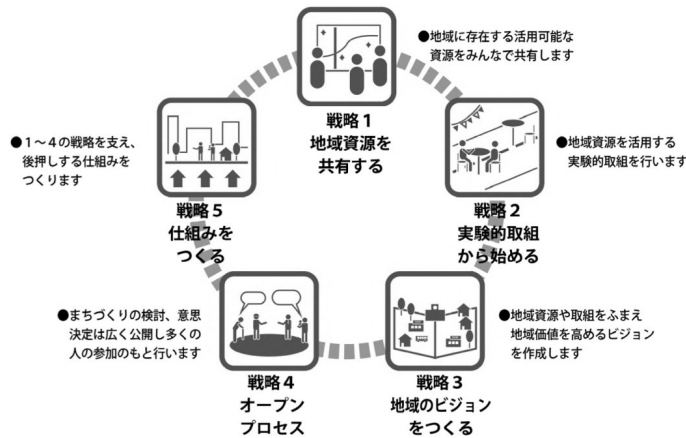 戦略１
地域資源を
共有する
●地域に存在する活用可能な
資源をみんなで共有します
戦略２
実験的取組
から始める
●地域資源を活用する
実験的取組を行います
戦略３
地域のビジョン
をつくる
●地域資源や取組をふまえ
地域価値を高めるビジョン
を作成します
戦略４
オープン
プロセス
●まちづくりの検討、意思
決定は広く公開し多くの
人の参加のもと行います
戦略５
仕組みを
つくる
●１～４の戦略を支え、
後押しする仕組みを
つくります